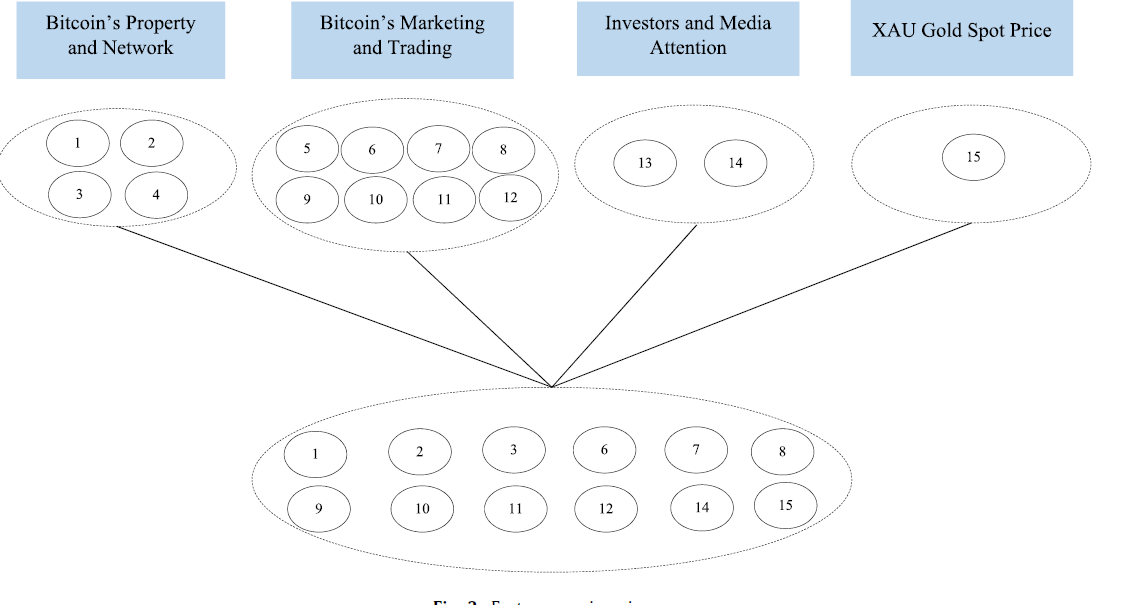 Bitcoin's Property
and Network
Bitcoin's Marketing
and Trading
Investors and Media
Attention
XAU Gold Spot Price
1 2
3 4
5 6 7 8
9 10 11 12
13 14
15
1 2 3 6 7 8
9 10 11 12 14 15